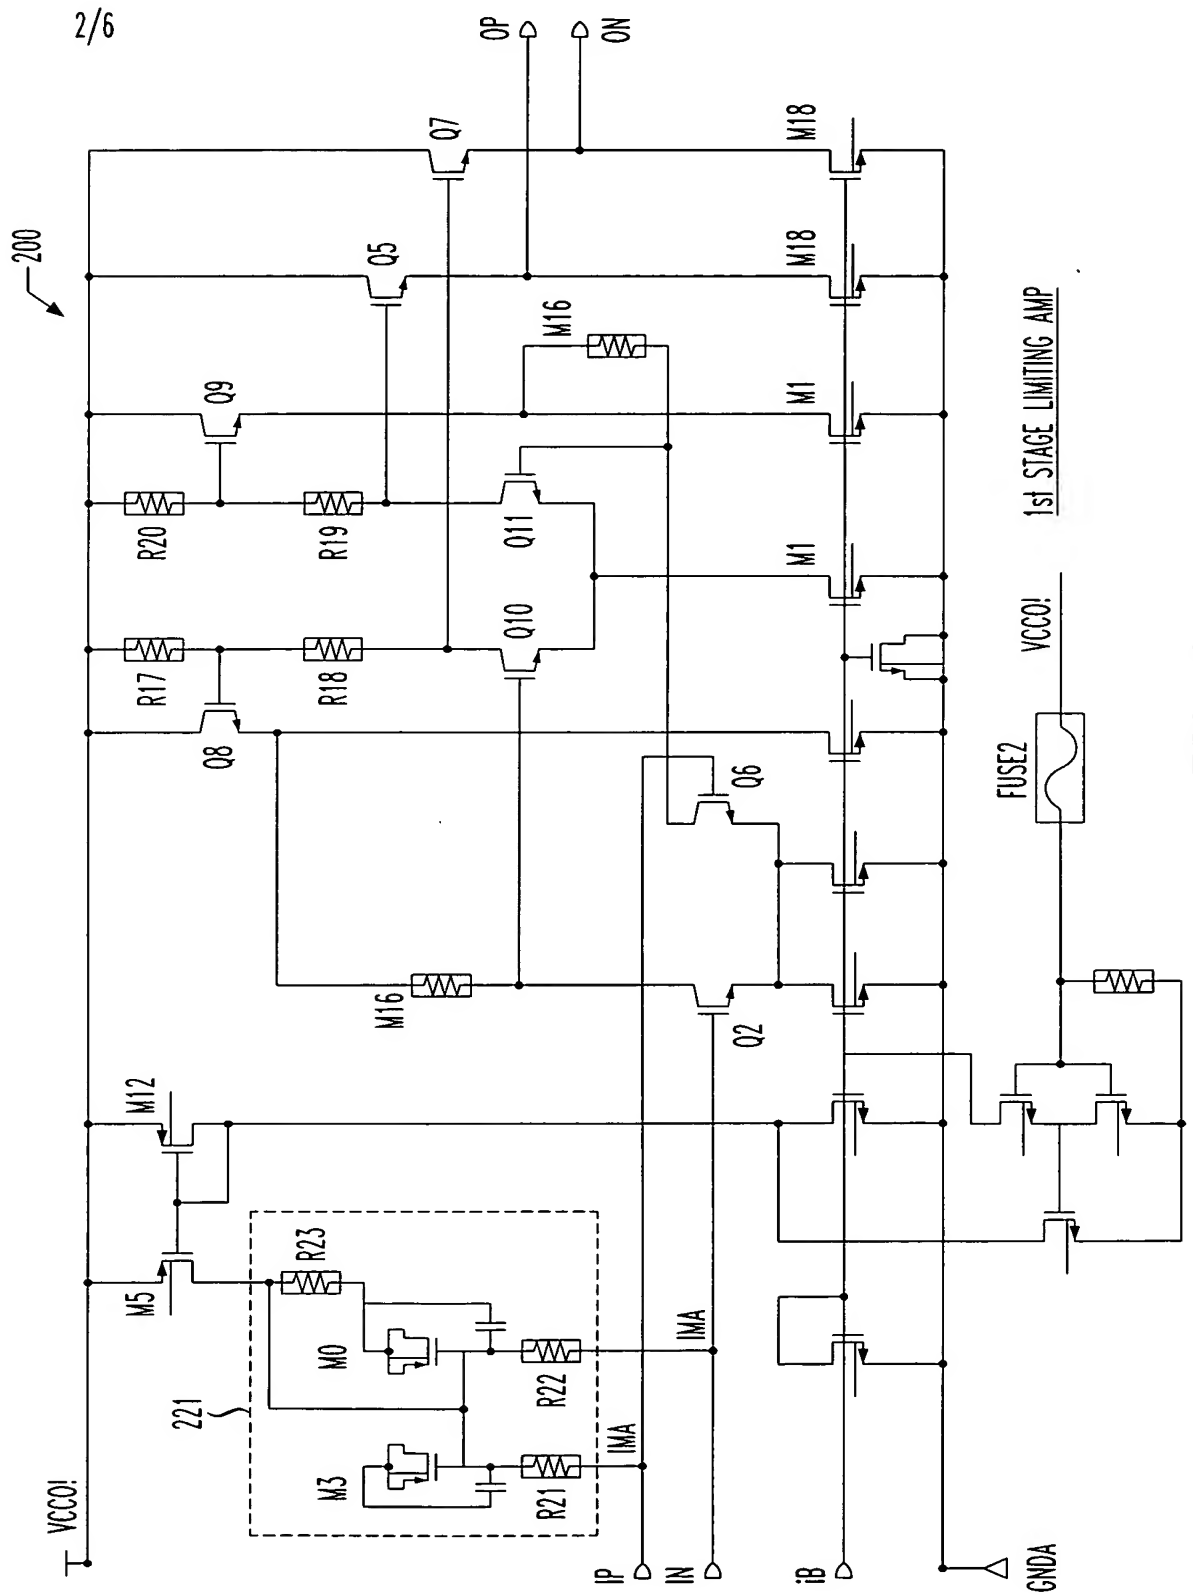 2/6
200
VCCO!
M5
M12
R17
R20
Q8
Q9
R23
R18
R19
Q5
Q7
OP
ON
221
M3
M0
M16
Q10
Q11
M16
R21
R22
IMA
IMA
IP
IN
Q2
Q6
iB
M1
M1
M18
M18
GNDA
FUSE2
VCCO!
1st STAGE LIMITING AMP